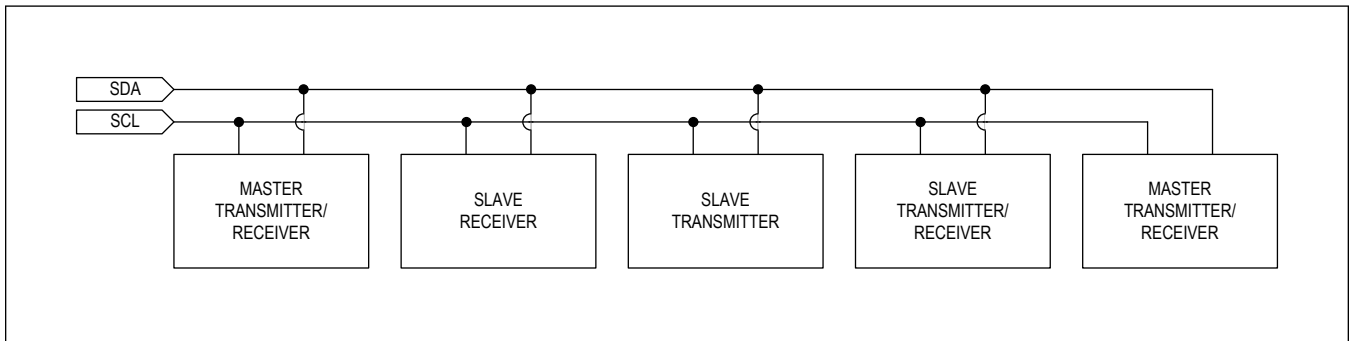 SDA
SCL
MASTER
TRANSMITTER/
RECEIVER
SLAVE
RECEIVER
SLAVE
TRANSMITTER
SLAVE
TRANSMITTER/
RECEIVER
MASTER
TRANSMITTER/
RECEIVER